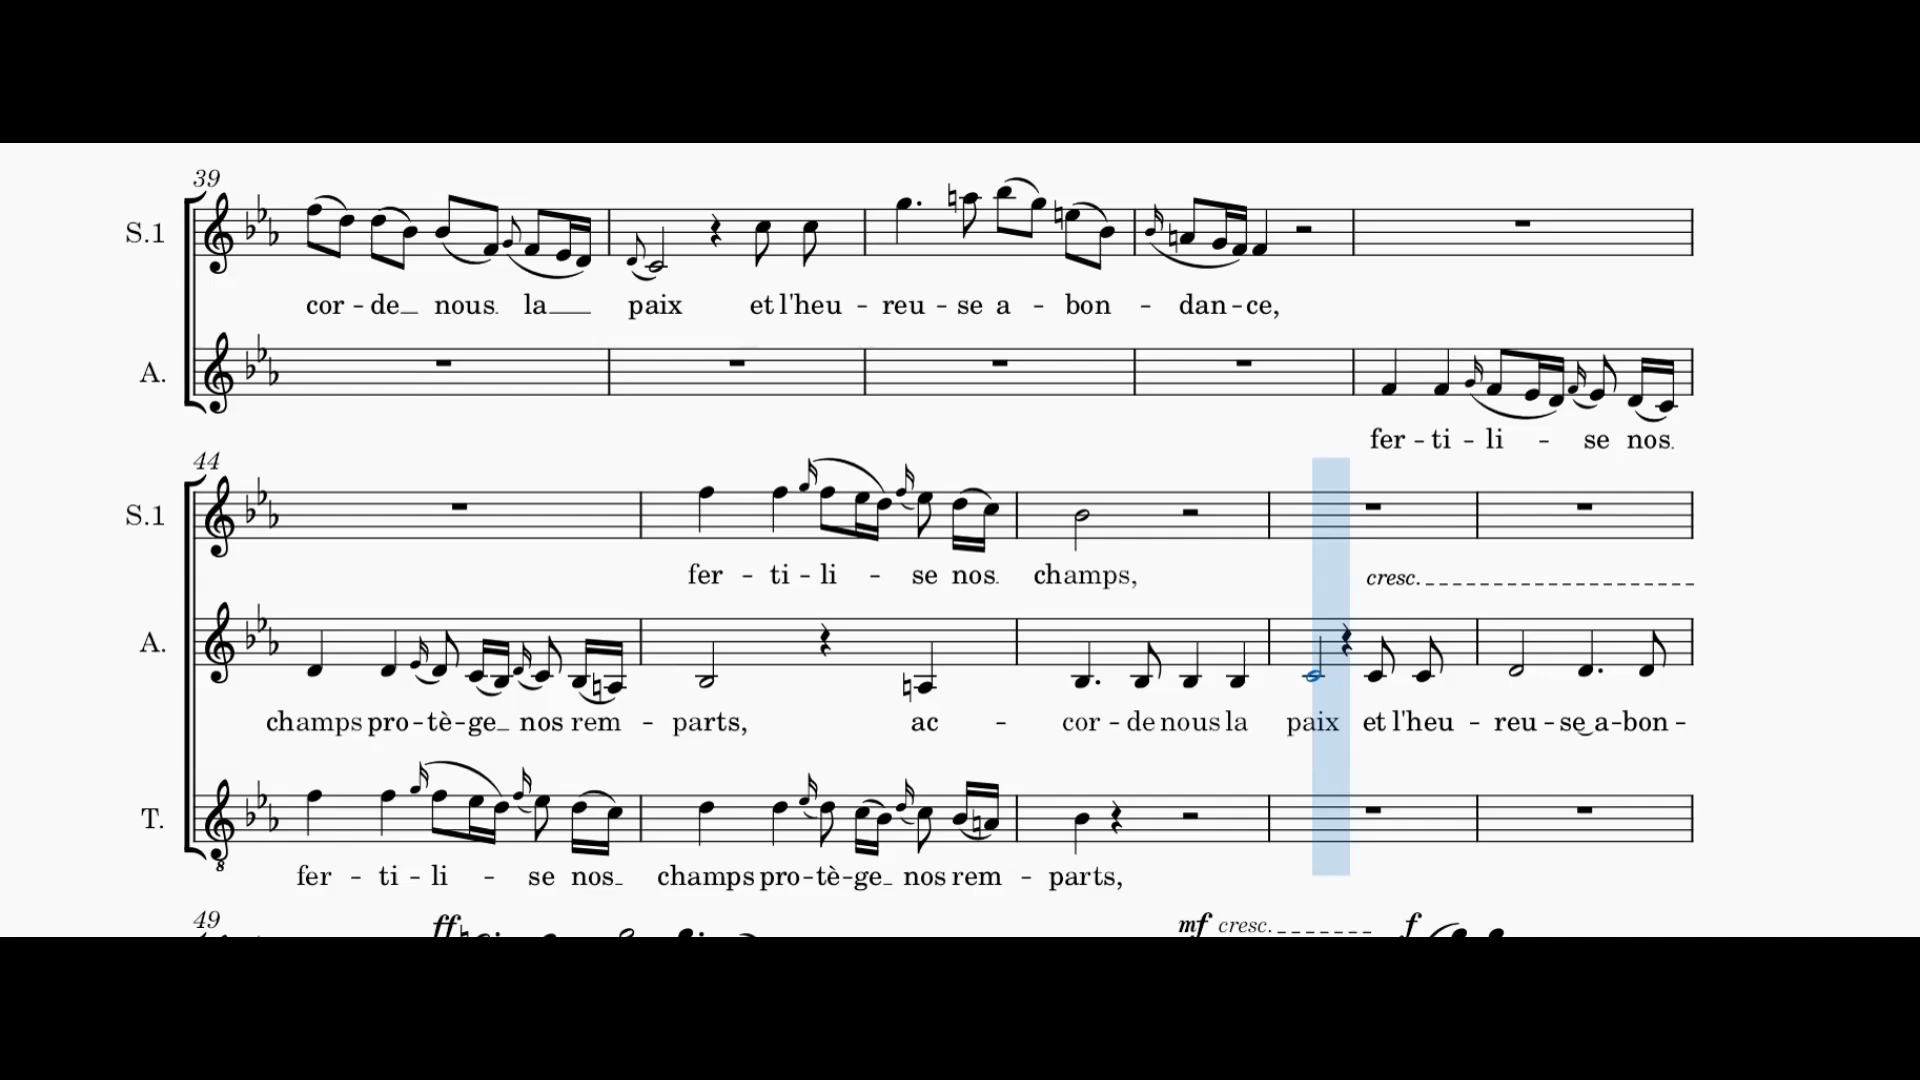 39
S.1
cor - de nous la paix et l'heu - reu - se a - bon - dan - ce,
A.
fer - ti - li - se nos
44
S.1
fer - ti - li - se nos champs,
cresc.
A.
champs pro - tè - ge nos rem - parts, ac - cor - de nous la paix et l'heu - reu - se a - bon -
T.
fer - ti - li - se nos champs pro - tè - ge nos rem - parts,
49
ff mf cresc. f